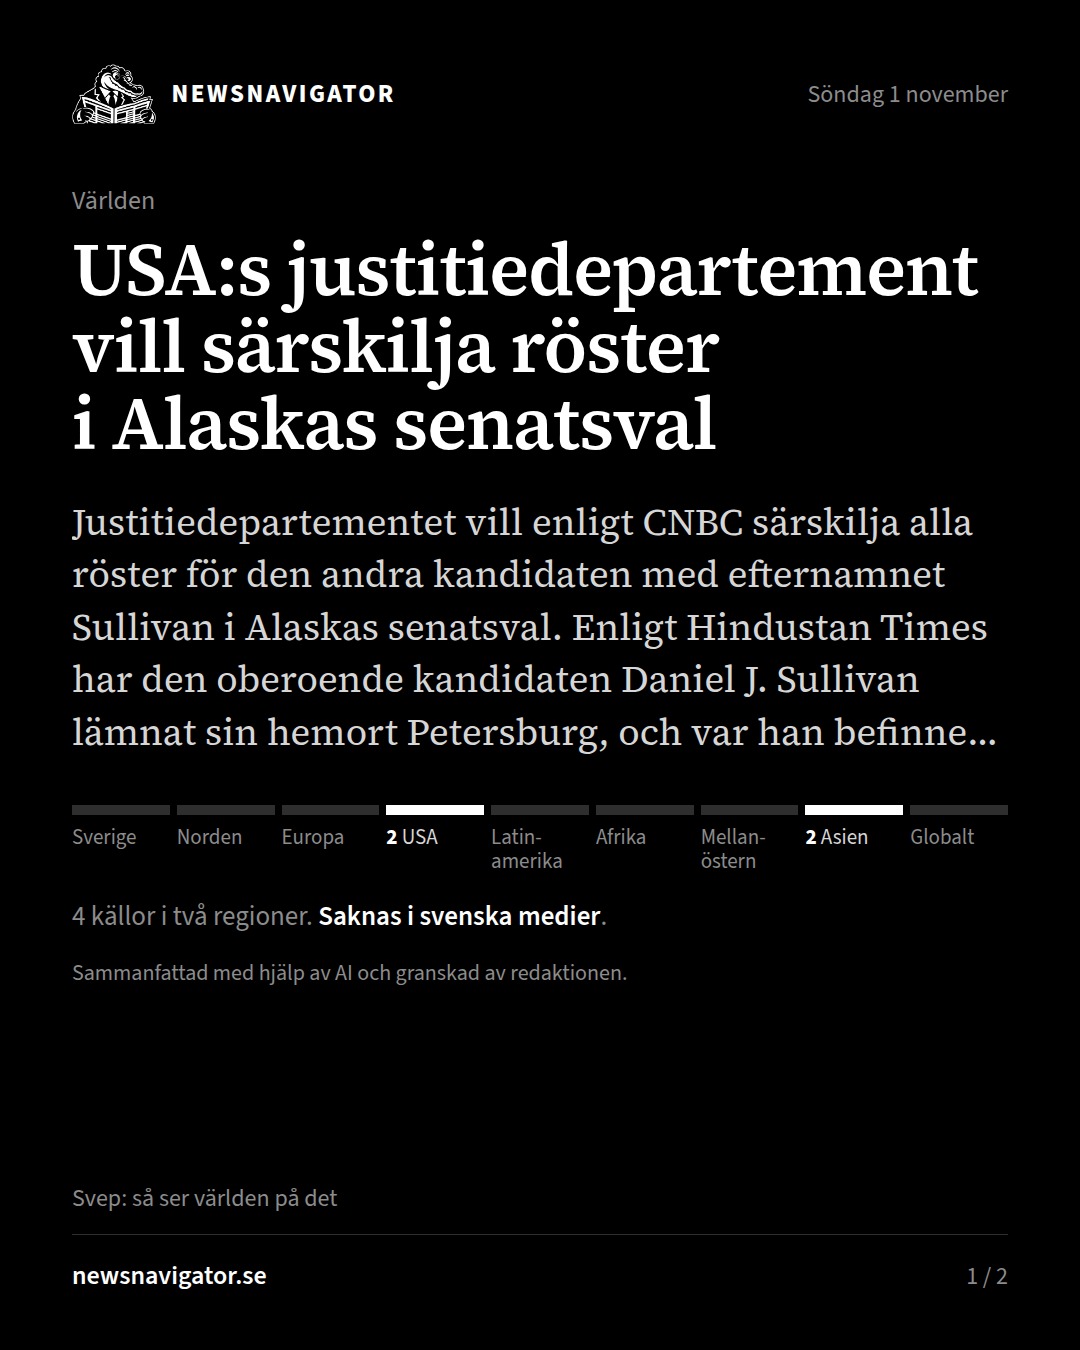 NEWSNAVIGATOR
Söndag 1 november
Världen
USA:s justitiedepartement
vill särskilja röster
i Alaskas senatsval
Justitiedepartementet vill enligt CNBC särskilja alla
röster för den andra kandidaten med efternamnet
Sullivan i Alaskas senatsval. Enligt Hindustan Times
har den oberoende kandidaten Daniel J. Sullivan
lämnat sin hemort Petersburg, och var han befinne...
Sverige
Norden
Europa
2 USA
Latin-
amerika
Afrika
Mellan-
östern
2 Asien
Globalt
4 källor i två regioner. Saknas i svenska medier.
Sammanfattad med hjälp av AI och granskad av redaktionen.
Svep: så ser världen på det
newsnavigator.se
1 / 2